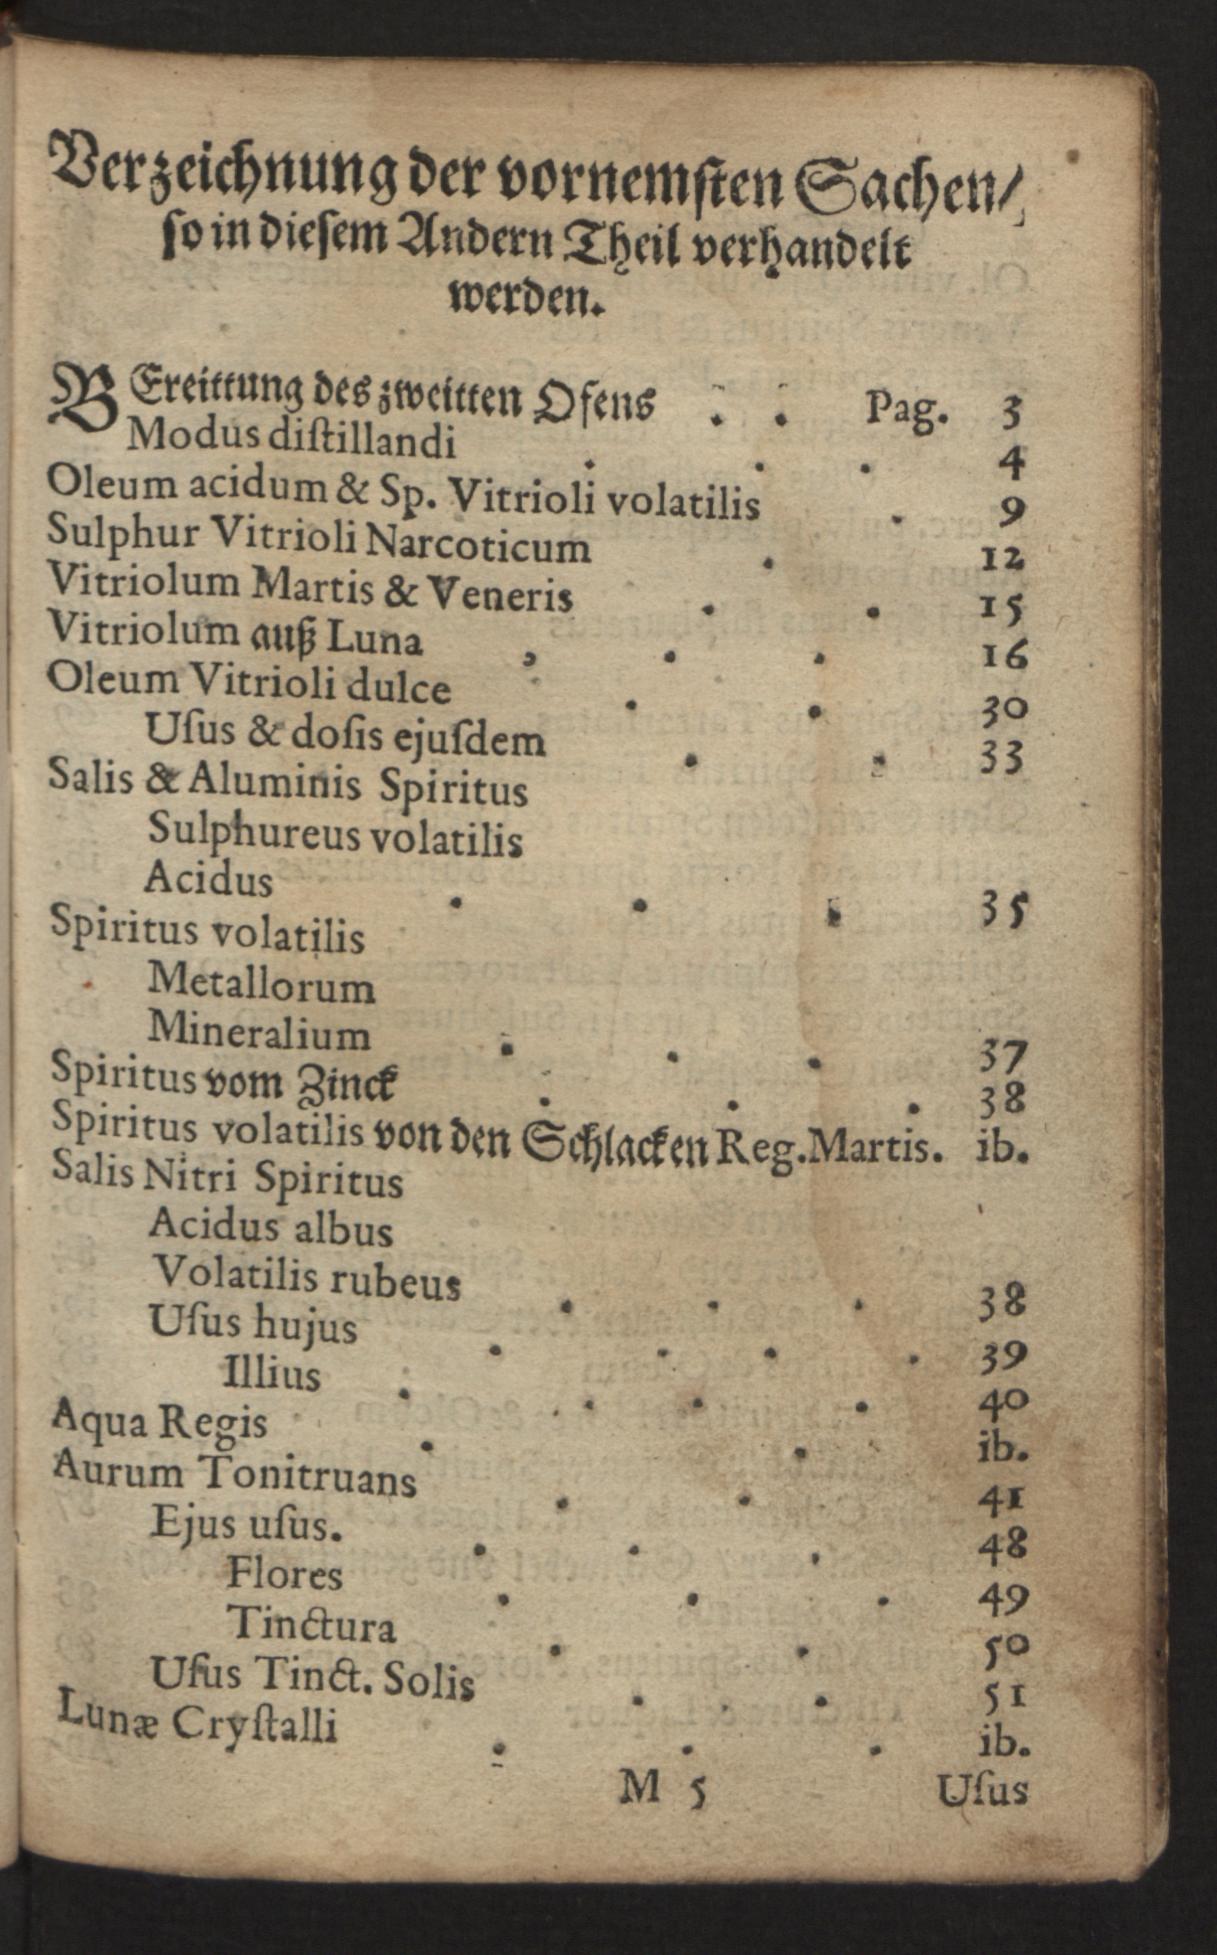 Verzeichnung der vornemsten Sachen/
so in diesem Andern Theil verhandelt
werden.
BEreittung des zweitten Ofens . . Pag. 3
Modus diſtillandi . . . 4
Oleum acidum & Sp. Vitrioli volatilis . 9
Sulphur Vitrioli Narcoticum . 12
Vitriolum Martis & Veneris . . 15
Vitriolum auß Luna , . . 16
Oleum Vitrioli dulce . . 30
Uſus & doſis ejuſdem . . 33
Salis & Aluminis Spiritus
Sulphureus volatilis
Acidus . . . 35
Spiritus volatilis
Metallorum
Mineralium . . . 37
Spiritus vom Zinck . . . 38
Spiritus volatilis von den Schlacken Reg. Martis. ib.
Salis Nitri Spiritus
Acidus albus
Volatilis rubeus . . . 38
Uſus hujus . . . . 39
Illius . . . . 40
Aqua Regis . . ib.
Aurum Tonitruans . . 41
Ejus uſus. . . . 48
Flores . . . 49
Tinctura . . 50
Uſus Tinct. Solis . . 51
Lunæ Cryſtalli . . . ib.
M 5 Uſus